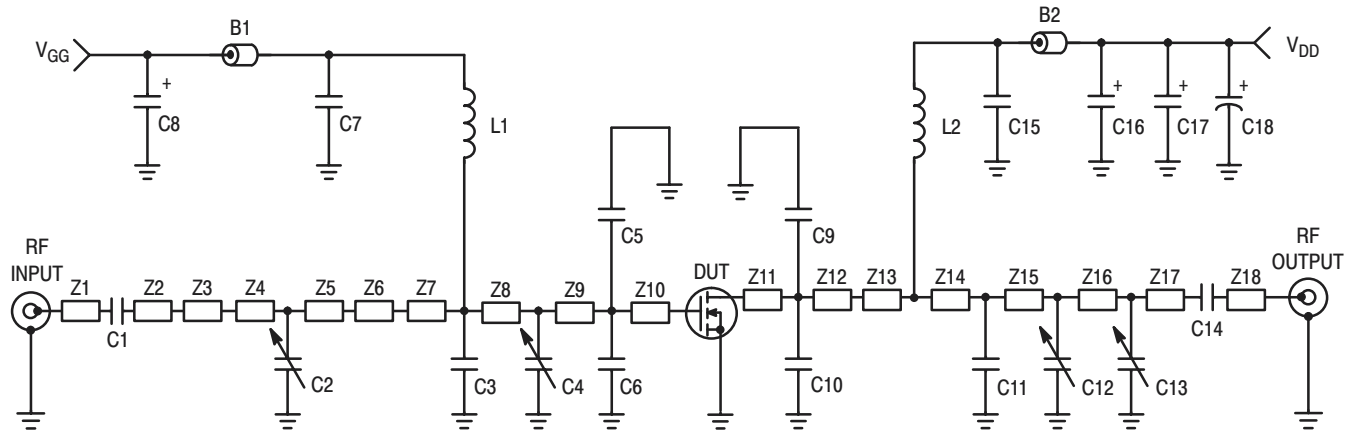 B1
B2
V_GG
V_DD
+
C8
C7
L1
L2
C15
+
C16
+
C17
+
C18
C5
C9
RF
INPUT
Z1
Z2
Z3
Z4
Z5
Z6
Z7
Z8
Z9
Z10
DUT
Z11
Z12
Z13
Z14
Z15
Z16
Z17
Z18
RF
OUTPUT
C1
C14
C2
C3
C4
C6
C10
C11
C12
C13